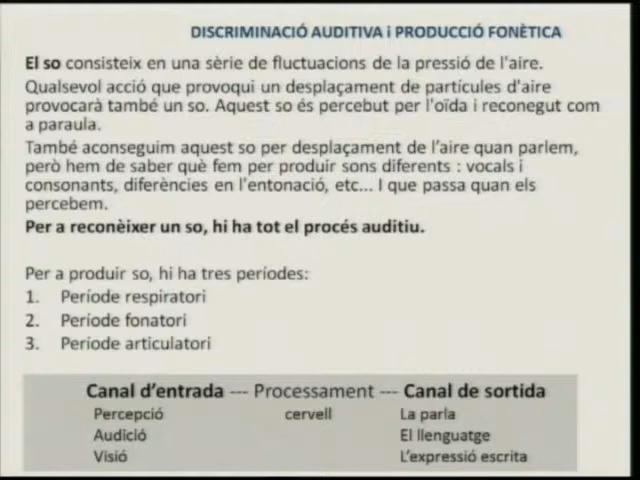 DISCRIMINACIÓ AUDITIVA i PRODUCCIÓ FONÈTICA
El so consisteix en una sèrie de fluctuacions de la pressió de l'aire.
Qualsevol acció que provoqui un desplaçament de partícules d'aire
provocarà també un so. Aquest so és percebut per l'oïda i reconegut com
a paraula.
També aconseguim aquest so per desplaçament de l'aire quan parlem,
però hem de saber què fem per produir sons diferents : vocals i
consonants, diferències en l'entonació, etc... I que passa quan els
percebem.
Per a reconèixer un so, hi ha tot el procés auditiu.
Per a produir so, hi ha tres períodes:
1. Període respiratori
2. Període fonatori
3. Període articulatori
Canal d'entrada --- Processament --- Canal de sortida
Percepció cervell La parla
Audició El llenguatge
Visió L'expressió escrita